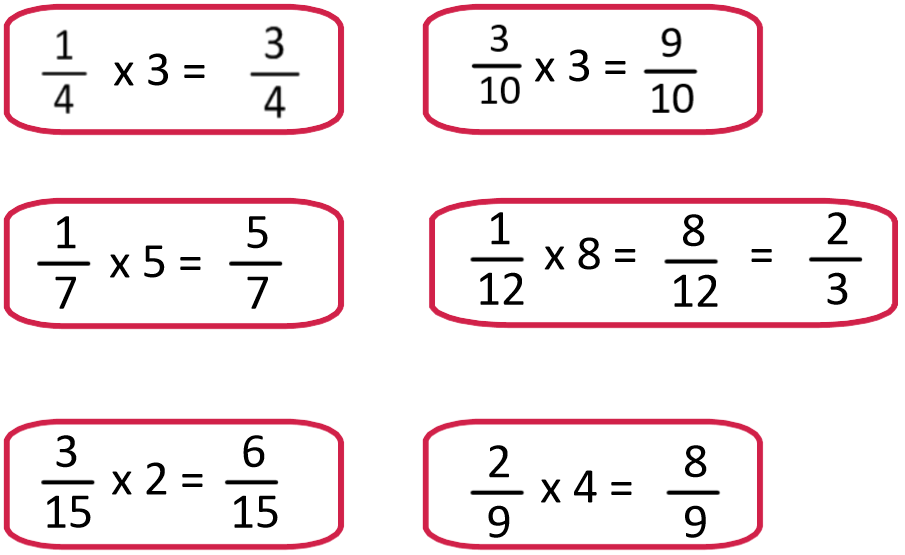 1/4 x 3 = 3/4
3/10 x 3 = 9/10
1/7 x 5 = 5/7
1/12 x 8 = 8/12 = 2/3
3/15 x 2 = 6/15
2/9 x 4 = 8/9